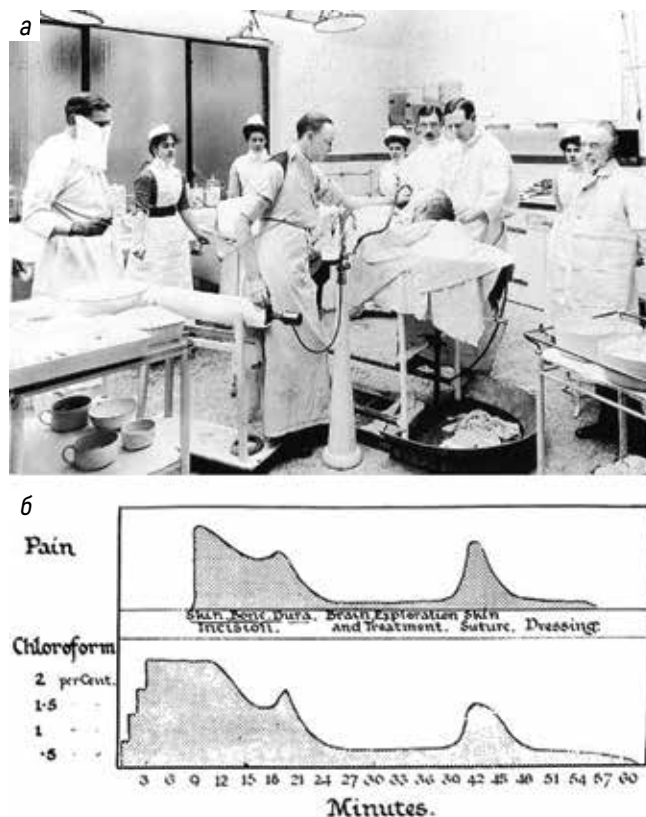 а
б
Pain
Skin, Bone, Dura, Brain Exploration Skin
Incision. and Treatment. Suture. Dressing.
Chloroform
2 per Cent.
1.5 " "
1 " "
.5 " "
3 6 9 12 15 18 21 24 27 30 33 36 39 42 45 48 51 54 57 60
Minutes.